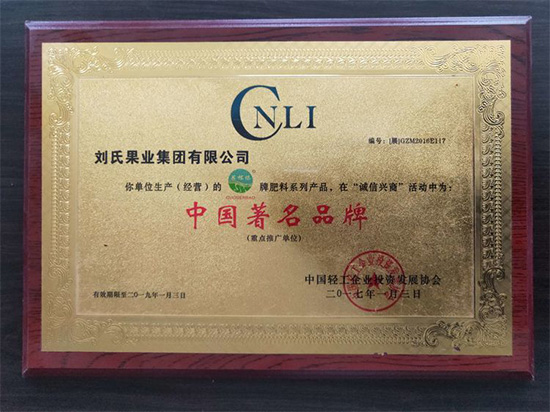 CNLI
编号:[展]GZM2016E117
刘氏果业集团有限公司
你单位生产(经营)的 牌肥料系列产品,在“诚信兴商”活动中为:
中国著名品牌
(重点推广单位)
中国轻工企业投资发展协会
二〇一七年一月三日
有效期限至二〇一九年一月三日